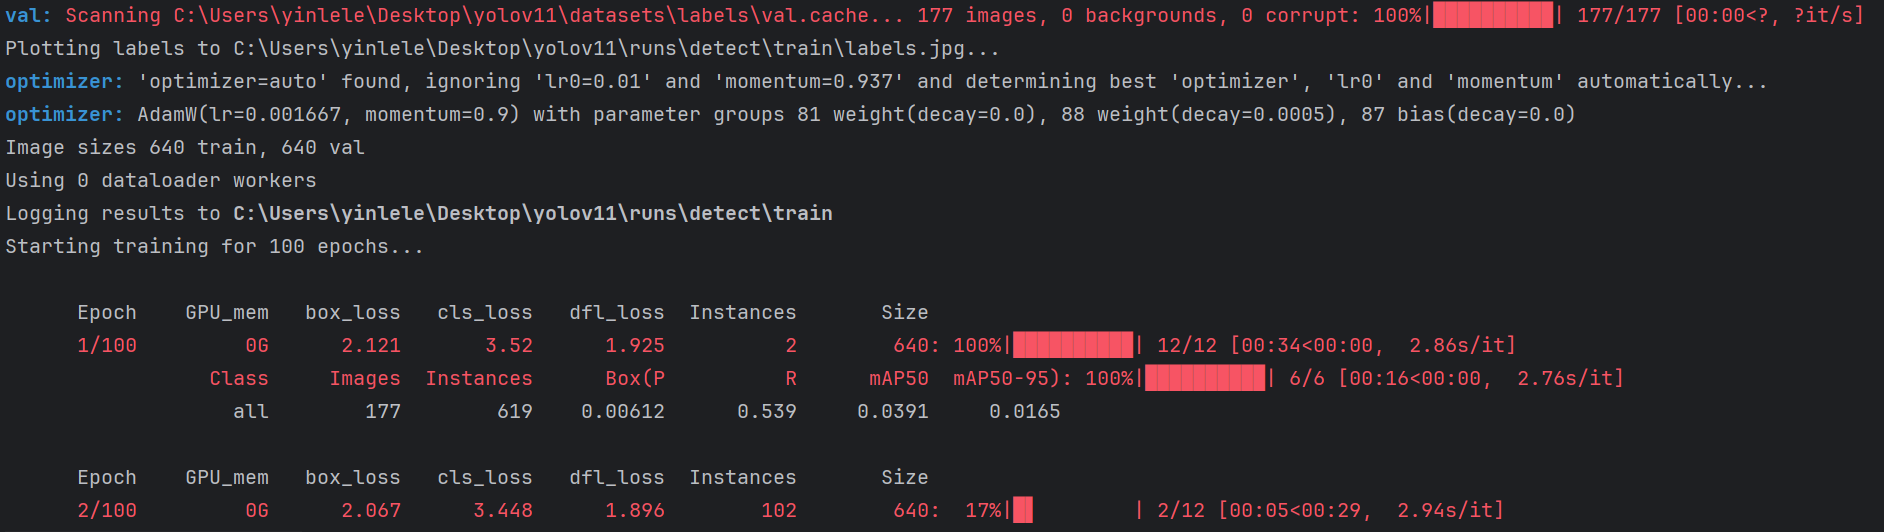 val: Scanning C:\Users\yinlele\Desktop\yolov11\datasets\labels\val.cache... 177 images, 0 backgrounds, 0 corrupt: 100%|██████████| 177/177 [00:00<?, ?it/s]
Plotting labels to C:\Users\yinlele\Desktop\yolov11\runs\detect\train\labels.jpg...
optimizer: 'optimizer=auto' found, ignoring 'lr0=0.01' and 'momentum=0.937' and determining best 'optimizer', 'lr0' and 'momentum' automatically...
optimizer: AdamW(lr=0.001667, momentum=0.9) with parameter groups 81 weight(decay=0.0), 88 weight(decay=0.0005), 87 bias(decay=0.0)
Image sizes 640 train, 640 val
Using 0 dataloader workers
Logging results to C:\Users\yinlele\Desktop\yolov11\runs\detect\train
Starting training for 100 epochs...
Epoch GPU_mem box_loss cls_loss dfl_loss Instances Size
1/100 0G 2.121 3.52 1.925 2 640: 100%|██████████| 12/12 [00:34<00:00, 2.86s/it]
Class Images Instances Box(P R mAP50 mAP50-95): 100%|██████████| 6/6 [00:16<00:00, 2.76s/it]
all 177 619 0.00612 0.539 0.0391 0.0165
Epoch GPU_mem box_loss cls_loss dfl_loss Instances Size
2/100 0G 2.067 3.448 1.896 102 640: 17%|█▋ | 2/12 [00:05<00:29, 2.94s/it]